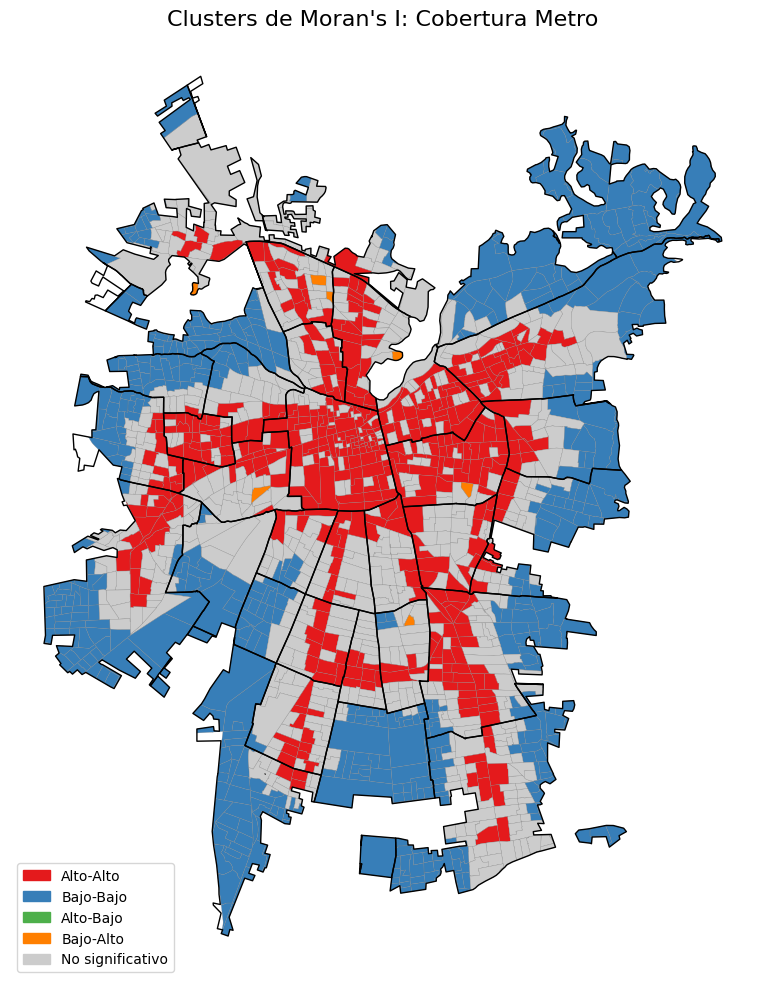 Clusters de Moran's I: Cobertura Metro
Alto-Alto
Bajo-Bajo
Alto-Bajo
Bajo-Alto
No significativo